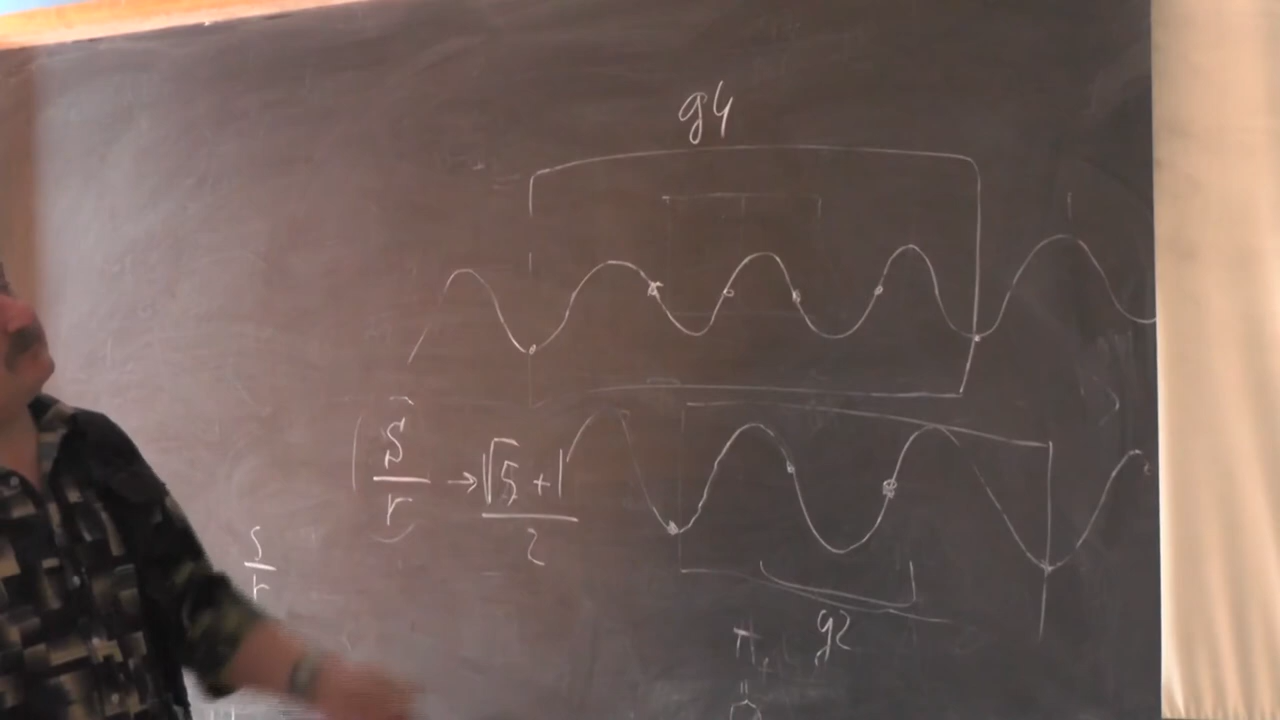 g4
S/r → (√5 + 1)/2
S/r
g2
π